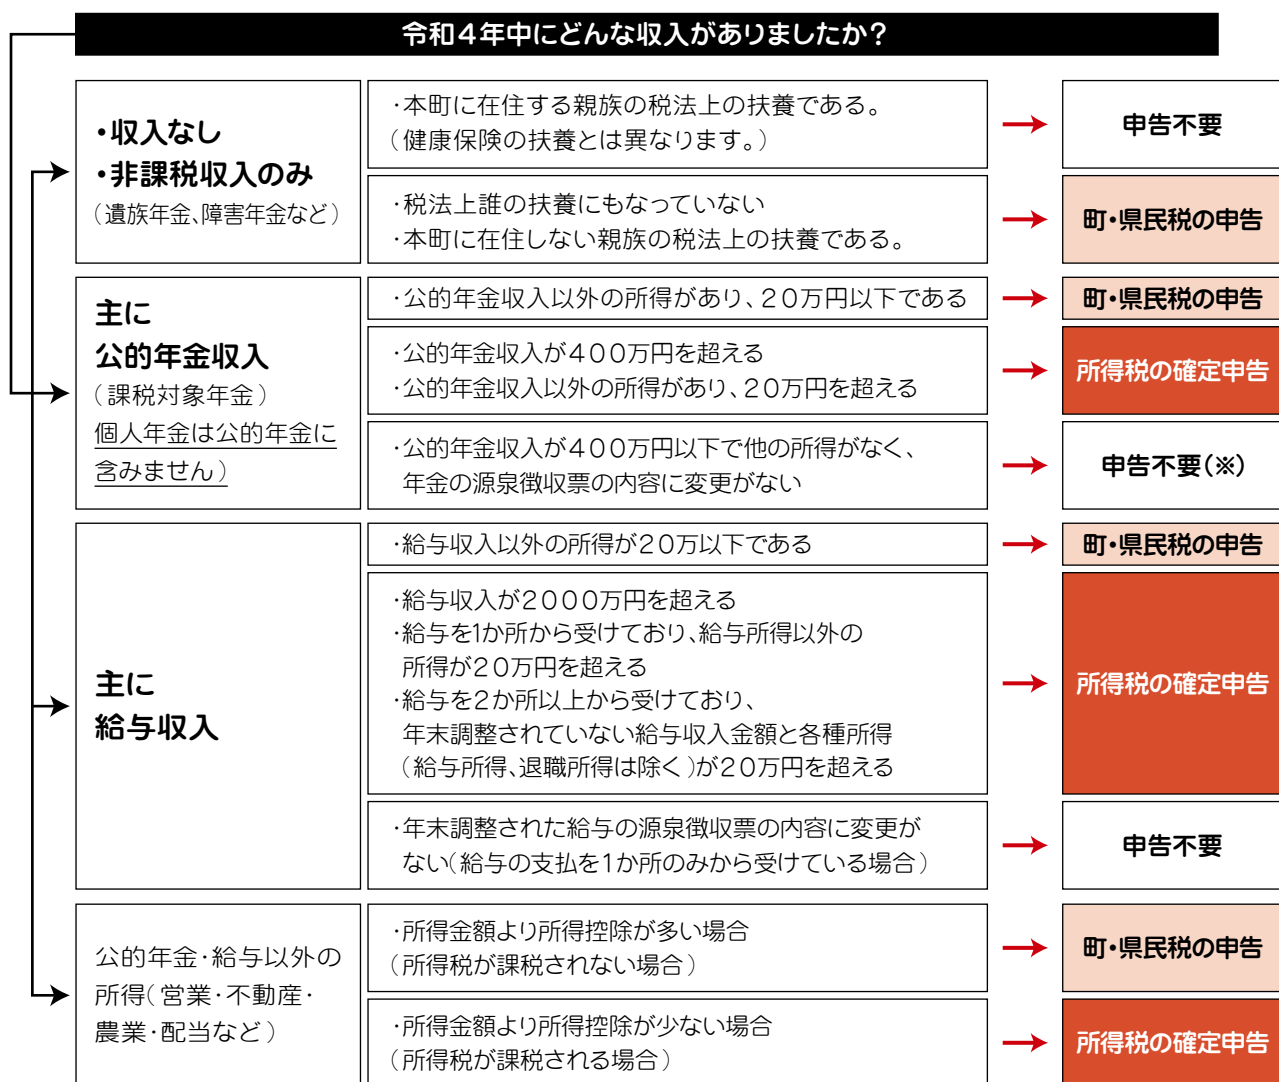 令和4年中にどんな収入がありましたか？
・収入なし
・非課税収入のみ
（遺族年金、障害年金など）
・本町に在住する親族の税法上の扶養である。
（健康保険の扶養とは異なります。）
申告不要
・税法上誰の扶養にもなっていない
・本町に在住しない親族の税法上の扶養である。
町・県民税の申告
主に
公的年金収入
（課税対象年金）
個人年金は公的年金に
含みません）
・公的年金収入以外の所得があり、20万円以下である
町・県民税の申告
・公的年金収入が400万円を超える
・公的年金収入以外の所得があり、20万円を超える
所得税の確定申告
・公的年金収入が400万円以下で他の所得がなく、
年金の源泉徴収票の内容に変更がない
申告不要（※）
主に
給与収入
・給与収入以外の所得が20万以下である
町・県民税の申告
・給与収入が2000万円を超える
・給与を1か所から受けており、給与所得以外の
所得が20万円を超える
・給与を2か所以上から受けており、
年末調整されていない給与収入金額と各種所得
（給与所得、退職所得は除く）が20万円を超える
所得税の確定申告
・年末調整された給与の源泉徴収票の内容に変更が
ない（給与の支払を1か所のみから受けている場合）
申告不要
公的年金・給与以外の
所得（営業・不動産・
農業・配当など）
・所得金額より所得控除が多い場合
（所得税が課税されない場合）
町・県民税の申告
・所得金額より所得控除が少ない場合
（所得税が課税される場合）
所得税の確定申告